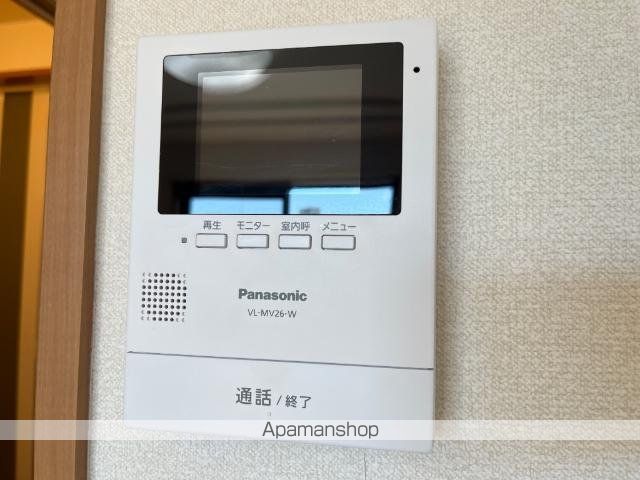 再生 モニター 室内呼 メニュー
Panasonic
VL-MV26-W
通話 / 終了
Apamanshop